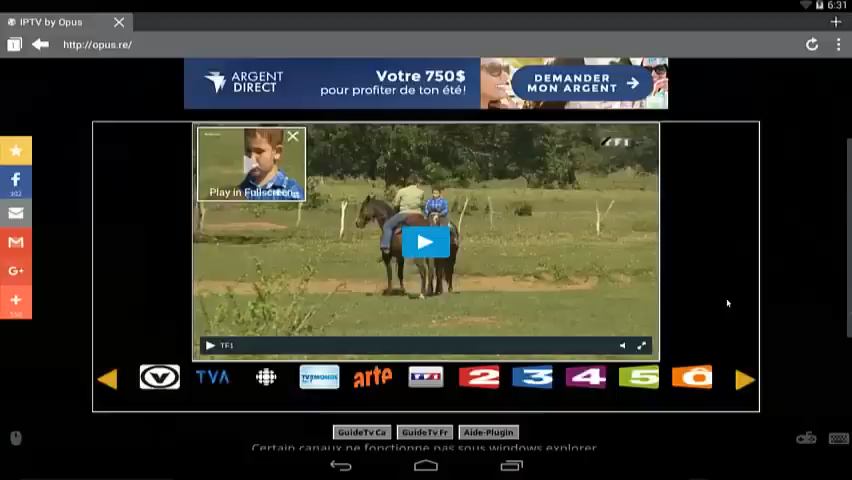 6:31
IPTV by Opus
1
http://opus.re/
ARGENT
DIRECT
Votre 750$
pour profiter de ton été!
DEMANDER
MON ARGENT
TF1
Play in Fullscreen
TF1
V
TVA
TV5MONDE
arte
TF1
2
3
4
5
ô
GuideTv Ca
GuideTv Fr
Aide-Plugin
Certain canaux ne fonctionne pas sous windows explorer